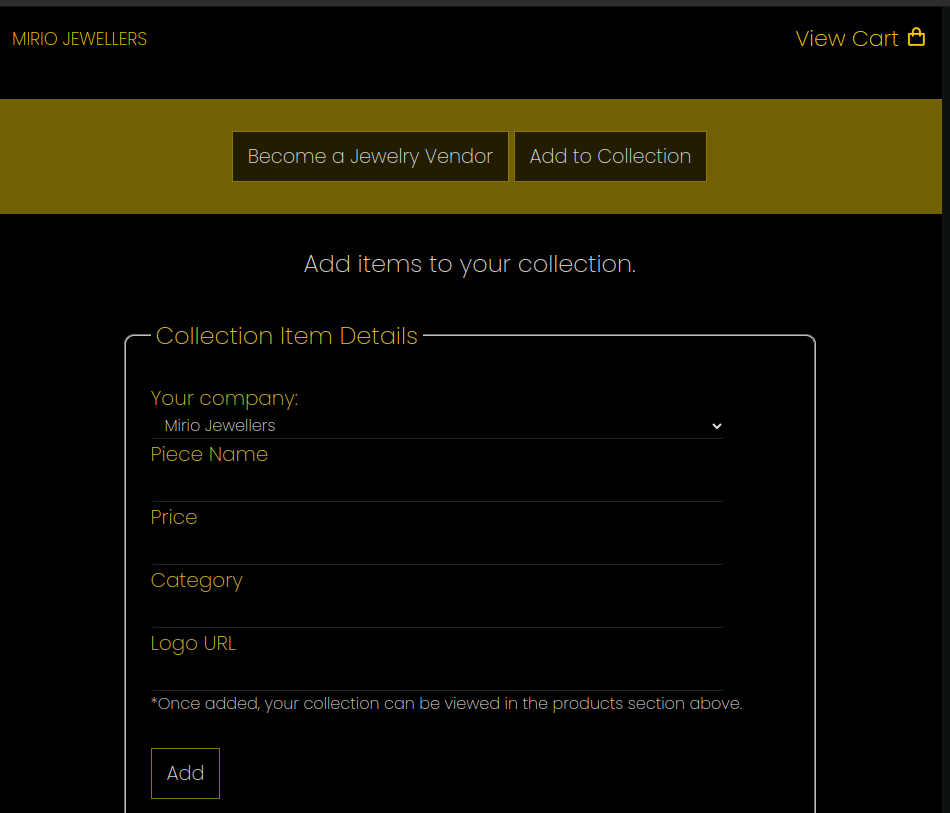 MIRIO JEWELLERS
View Cart
Become a Jewelry Vendor
Add to Collection
Add items to your collection.
Collection Item Details
Your company:
Mirio Jewellers
Piece Name
Price
Category
Logo URL
*Once added, your collection can be viewed in the products section above.
Add